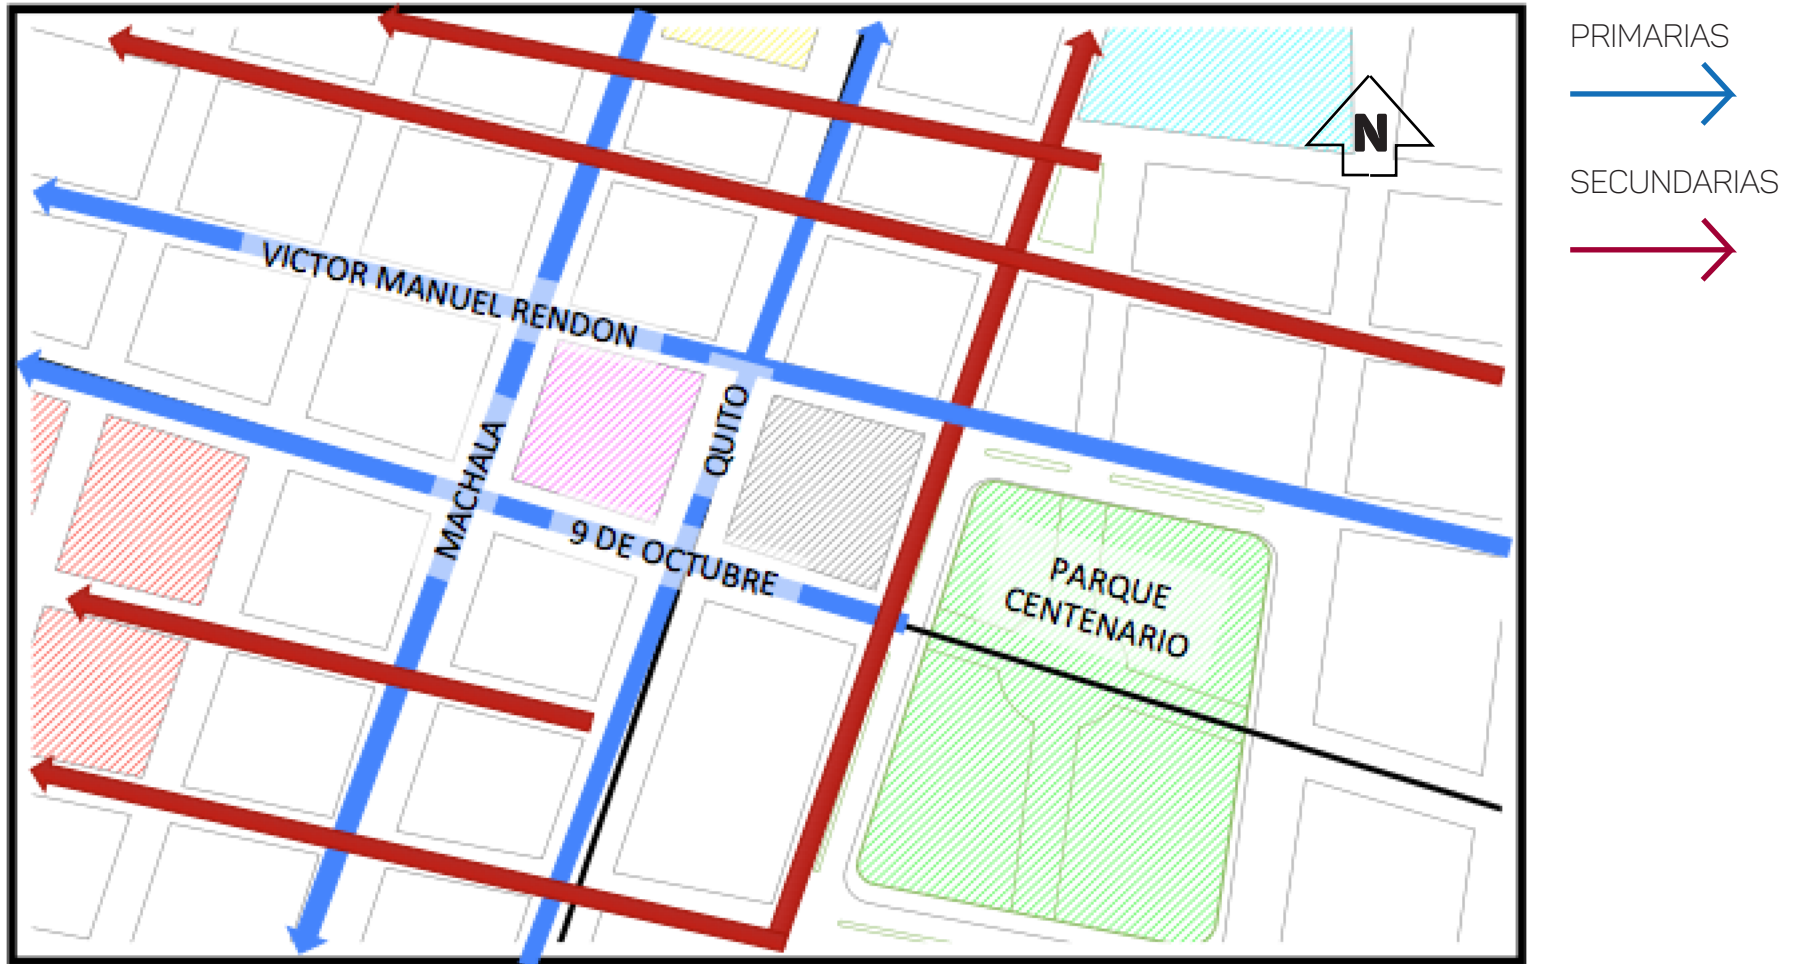 PRIMARIAS
N
SECUNDARIAS
VICTOR MANUEL RENDON
QUITO
MACHALA
9 DE OCTUBRE
PARQUE
CENTENARIO